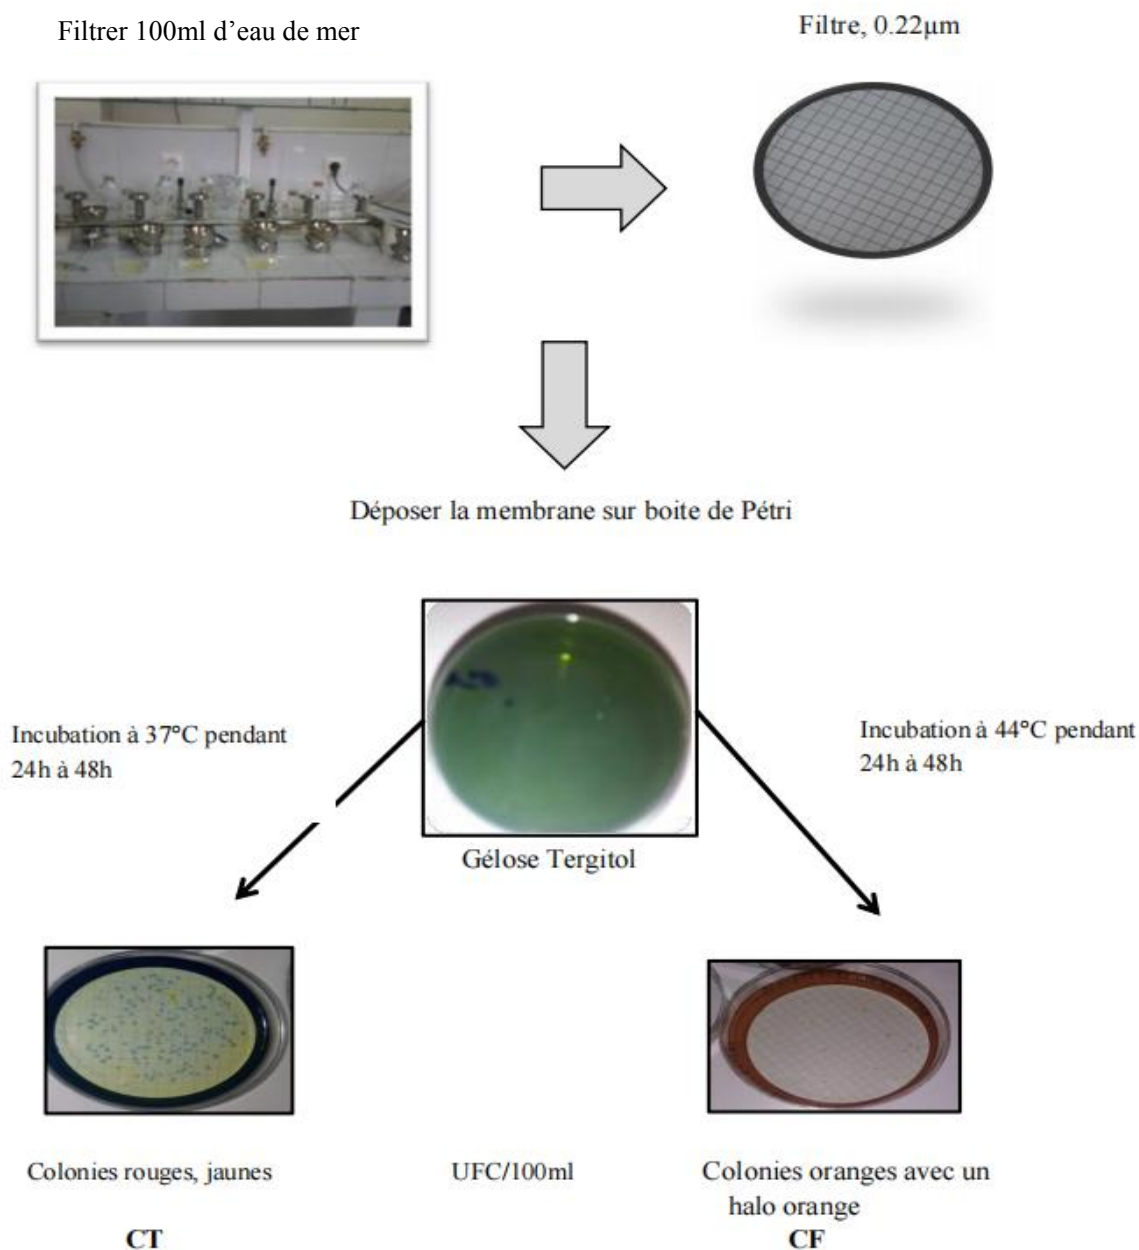 Filtrer 100ml d’eau de mer
Filtre, 0.22μm
Déposer la membrane sur boite de Pétri
Incubation à 37°C pendant
24h à 48h
Incubation à 44°C pendant
24h à 48h
Gélose Tergitol
Colonies rouges, jaunes
UFC/100ml
Colonies oranges avec un
halo orange
CT
CF